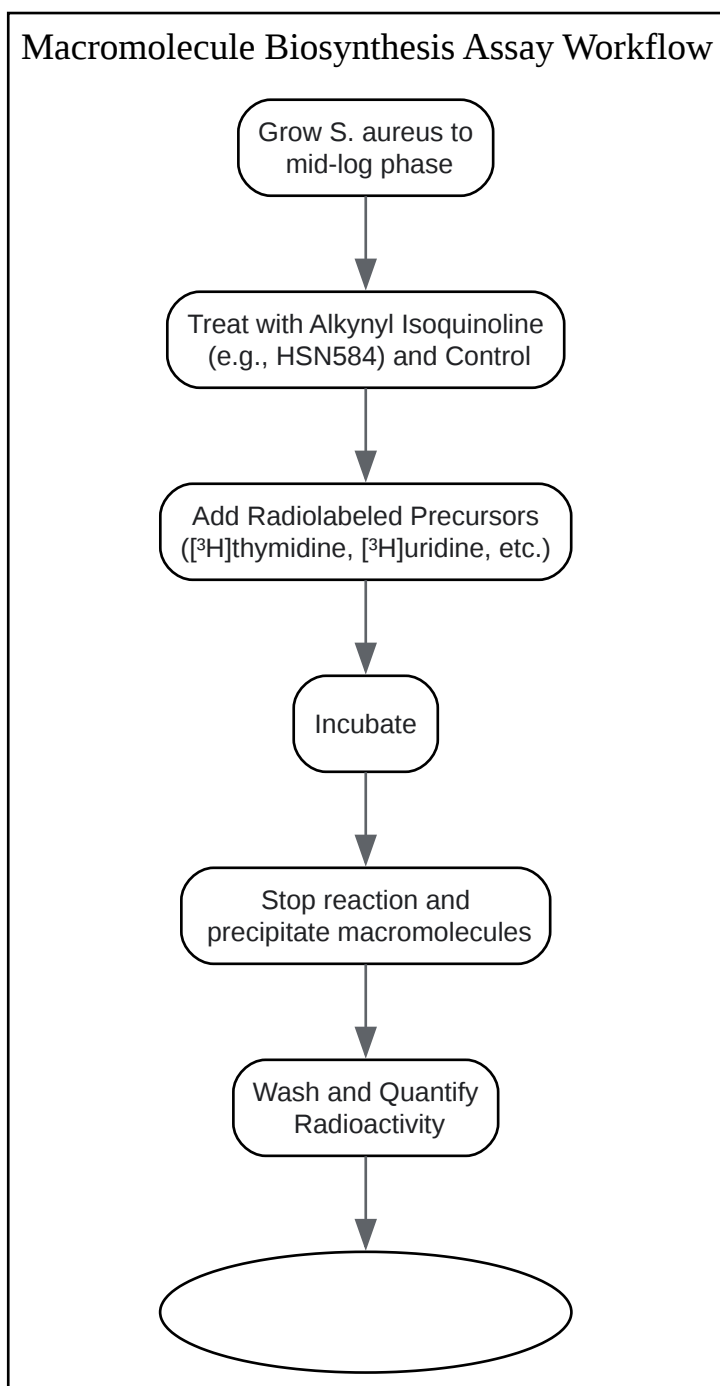 Macromolecule Biosynthesis Assay Workflow
Grow S. aureus to
mid-log phase
Treat with Alkynyl Isoquinoline
(e.g., HSN584) and Control
Add Radiolabeled Precursors
([³H]thymidine, [³H]uridine, etc.)
Incubate
Stop reaction and
precipitate macromolecules
Wash and Quantify
Radioactivity